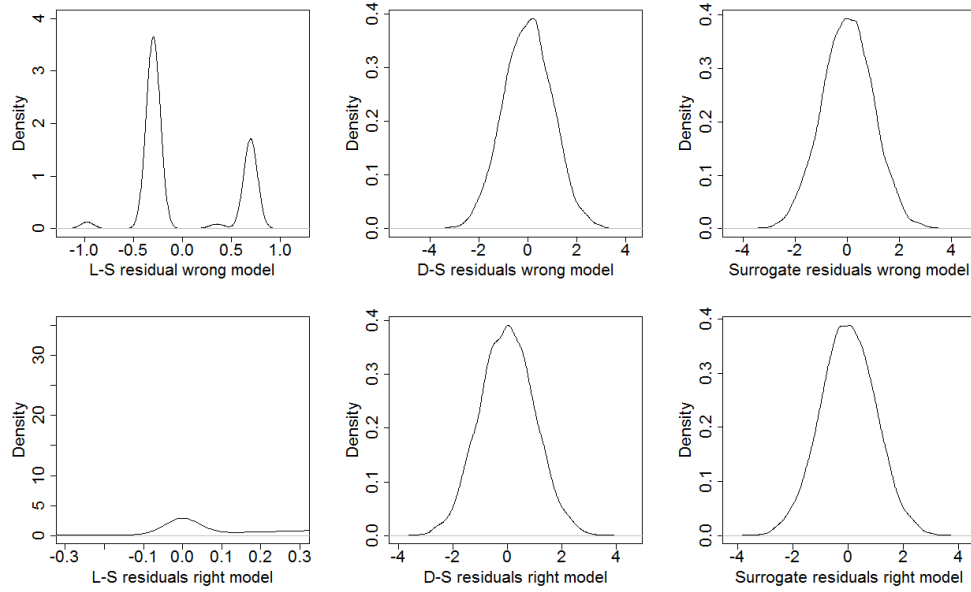 Density
4
3
2
1
0
-1.0 -0.5 0.0 0.5 1.0
L-S residual wrong model
Density
0.4
0.3
0.2
0.1
0.0
-4 -2 0 2 4
D-S residuals wrong model
Density
0.4
0.3
0.2
0.1
0.0
-4 -2 0 2 4
Surrogate residuals wrong model
Density
30
20
10
5
0
-0.3 -0.1 0.0 0.1 0.2 0.3
L-S residuals right model
Density
0.4
0.3
0.2
0.1
0.0
-4 -2 0 2 4
D-S residuals right model
Density
0.4
0.3
0.2
0.1
0.0
-4 -2 0 2 4
Surrogate residuals right model